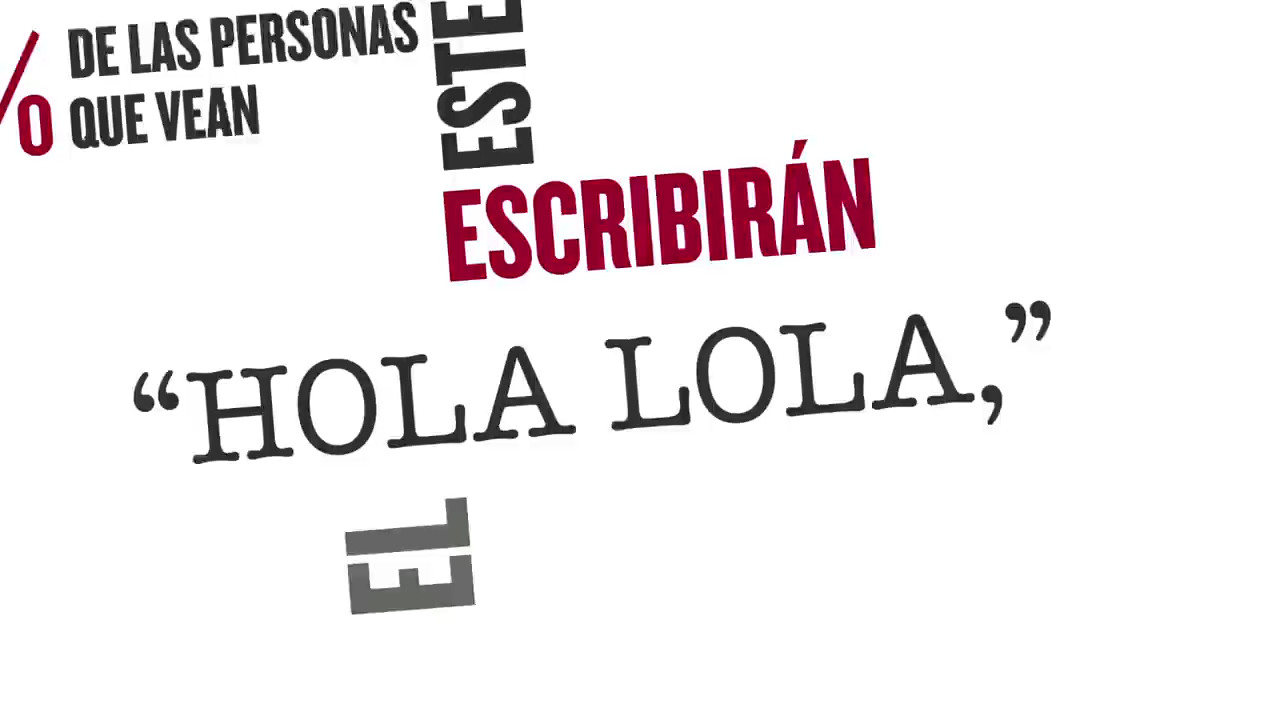 % DE LAS PERSONAS
QUE VEAN
ESTE
ESCRIBIRÁN
“HOLA LOLA,”
EL